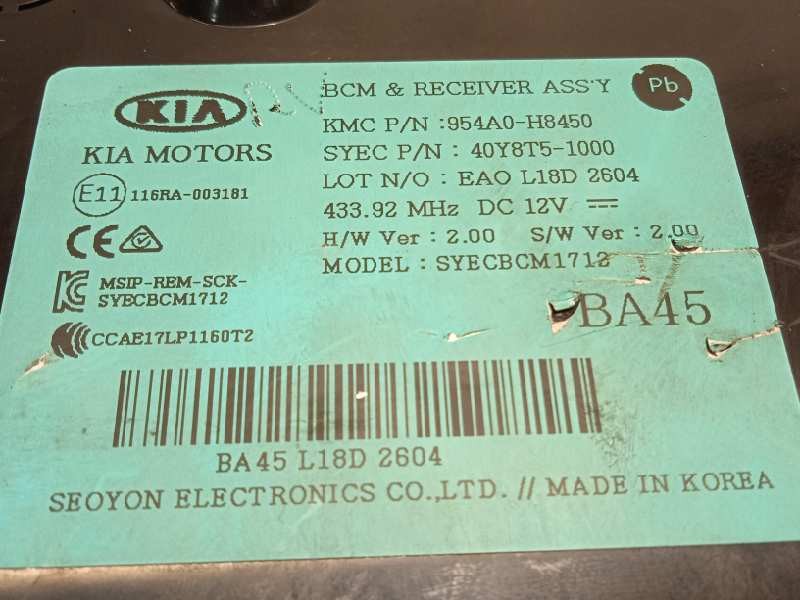 KIA
KIA MOTORS
E11 116RA-003181
CE
MSIP-REM-SCK-
SYECBCM1712
CCAE17LP1160T2
BCM & RECEIVER ASS'Y
Pb
KMC P/N :954A0-H8450
SYEC P/N : 40Y8T5-1000
LOT N/O : EAO L18D 2604
433.92 MHz DC 12V
H/W Ver : 2.00 S/W Ver : 2.00
MODEL : SYECBCM1712
BA45
BA45 L18D 2604
SEOYON ELECTRONICS CO.,LTD. // MADE IN KOREA